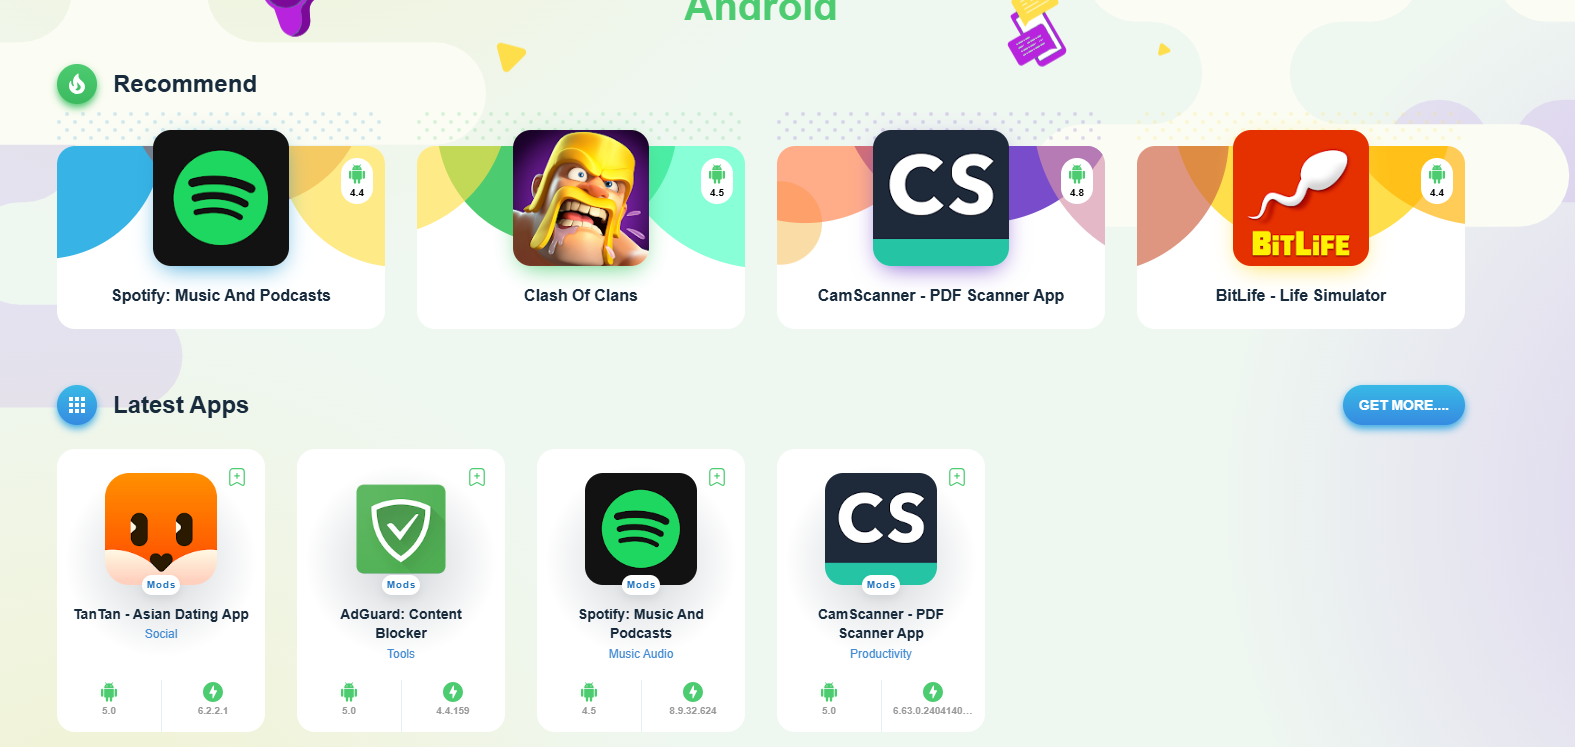 Android
Recommend
4.4
4.5
CS
4.8
BiTLiFE
4.4
Spotify: Music And Podcasts
Clash Of Clans
CamScanner - PDF Scanner App
BitLife - Life Simulator
Latest Apps
GET MORE....
CS
Mods
Mods
Mods
Mods
TanTan - Asian Dating App
Social
AdGuard: Content
Blocker
Tools
Spotify: Music And
Podcasts
Music Audio
CamScanner - PDF
Scanner App
Productivity
5.0
6.2.2.1
5.0
4.4.159
4.5
8.9.32.624
5.0
6.63.0.2404140...